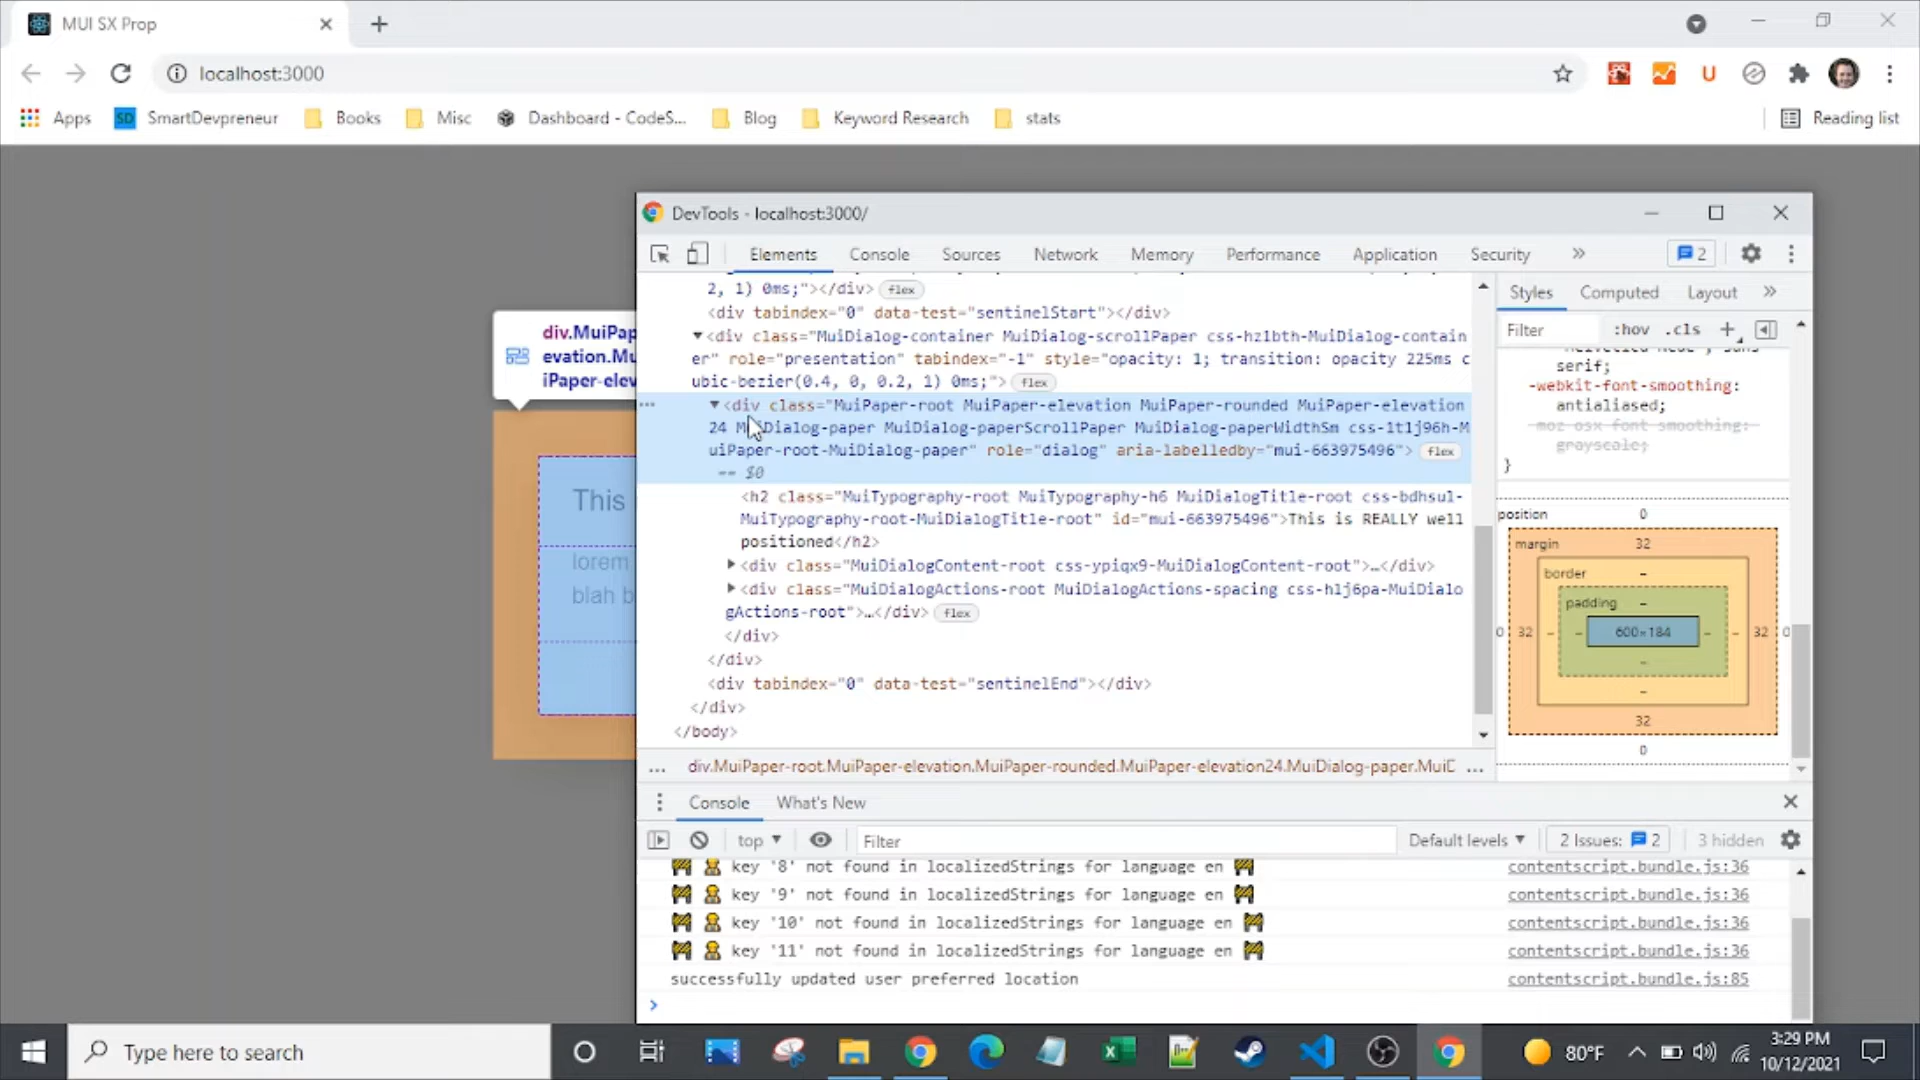 MUI SX Prop
localhost:3000
Apps SmartDevpreneur Books Misc Dashboard - CodeS... Blog Keyword Research stats Reading list
DevTools - localhost:3000/
Elements Console Sources Network Memory Performance Application Security » 2
2, 1) 0ms;"></div> flex
<div tabindex="0" data-test="sentinelStart"></div>
<div class="MuiDialog-container MuiDialog-scrollPaper css-hz1bth-MuiDialog-contain
er" role="presentation" tabindex="-1" style="opacity: 1; transition: opacity 225ms c
ubic-bezier(0.4, 0, 0.2, 1) 0ms;"> flex
<div class="MuiPaper-root MuiPaper-elevation MuiPaper-rounded MuiPaper-elevation
24 MuiDialog-paper MuiDialog-paperScrollPaper MuiDialog-paperWidthSm css-1t1j96h-M
uiPaper-root-MuiDialog-paper" role="dialog" aria-labelledby="mui-663975496"> flex
== $0
<h2 class="MuiTypography-root MuiTypography-h6 MuiDialogTitle-root css-bdhsul-
MuiTypography-root-MuiDialogTitle-root" id="mui-663975496">This is REALLY well
positioned</h2>
<div class="MuiDialogContent-root css-ypiqx9-MuiDialogContent-root">…</div>
<div class="MuiDialogActions-root MuiDialogActions-spacing css-hlj6pa-MuiDialo
gActions-root">…</div> flex
</div>
</div>
<div tabindex="0" data-test="sentinelEnd"></div>
</div>
</body>
... div.MuiPaper-root.MuiPaper-elevation.MuiPaper-rounded.MuiPaper-elevation24.MuiDialog-paper.MuiD ...
Styles Computed Layout »
Filter :hov .cls +
serif;
-webkit-font-smoothing:
antialiased;
-moz-osx-font-smoothing:
grayscale;
}
position 0
margin 32
border -
padding -
0 32 - - 600×184 - - 32 0
-
-
32
0
div.MuiPap
evation.Mu
iPaper-elev
This
lorem
blah b
Console What's New
top Filter Default levels 2 Issues: 2 3 hidden
key '8' not found in localizedStrings for language en contentscript.bundle.js:36
key '9' not found in localizedStrings for language en contentscript.bundle.js:36
key '10' not found in localizedStrings for language en contentscript.bundle.js:36
key '11' not found in localizedStrings for language en contentscript.bundle.js:36
successfully updated user preferred location contentscript.bundle.js:85
>
Type here to search
80°F
3:29 PM
10/12/2021